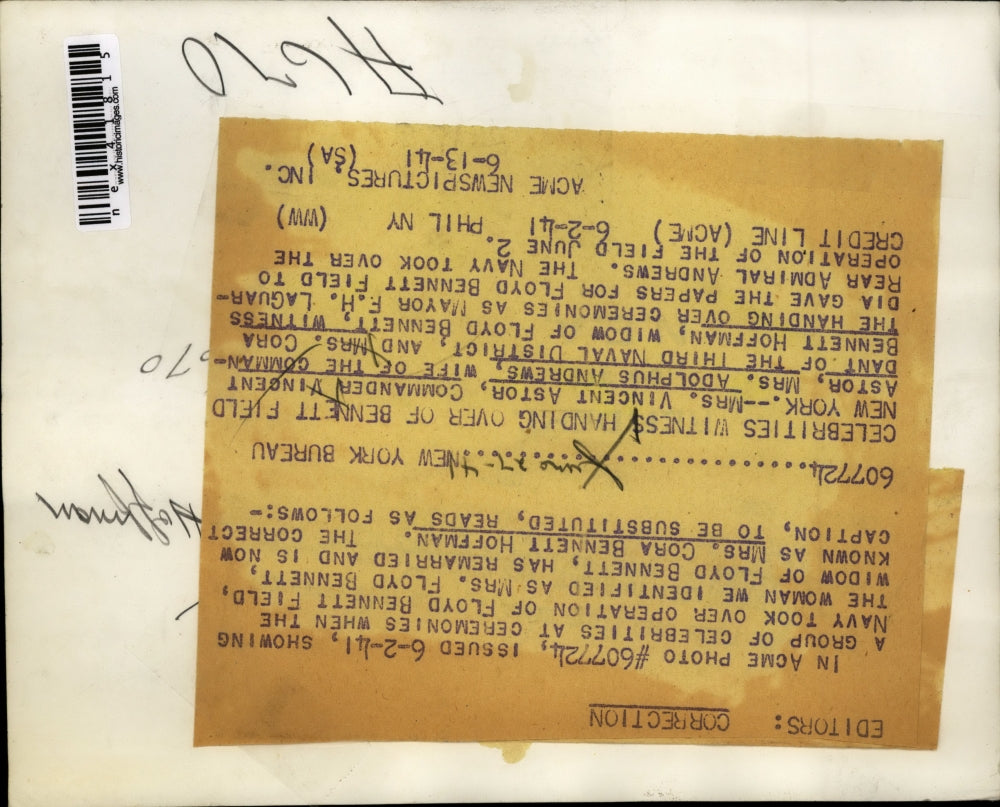 EDITORS: CORRECTION
IN ACME PHOTO #607724, ISSUED 6-2-41, SHOWING
A GROUP OF CELEBRITIES AT CEREMONIES WHEN THE
NAVY TOOK OVER OPERATION OF FLOYD BENNETT FIELD,
THE WOMAN WE IDENTIFIED AS MRS. FLOYD BENNETT,
WIDOW OF FLOYD BENNETT, HAS REMARRIED AND IS NOW
KNOWN AS MRS. CORA BENNETT HOFFMAN. THE CORRECT
CAPTION, TO BE SUBSTITUTED, READS AS FOLLOWS:-
607724......................NEW YORK BUREAU
CELEBRITIES WITNESS HANDING OVER OF BENNETT FIELD
NEW YORK.--MRS. VINCENT ASTOR, COMMANDER VINCENT
ASTOR, MRS. ADOLPHUS ANDREWS, WIFE OF THE COMMAN-
DANT OF THE THIRD NAVAL DISTRICT, AND MRS. CORA
BENNETT HOFFMAN, WIDOW OF FLOYD BENNETT, WITNESS
THE HANDING OVER CEREMONIES AS MAYOR F.H. LAGUAR-
DIA GAVE THE PAPERS FOR FLOYD BENNETT FIELD TO
REAR ADMIRAL ANDREWS. THE NAVY TOOK OVER THE
OPERATION OF THE FIELD JUNE 2.
CREDIT LINE (ACME) 6-2-41 PHIL NY (WW)
ACME NEWSPICTURES, INC.
6-13-41 (SA)
Hoffman
nex41815
www.historicimages.com